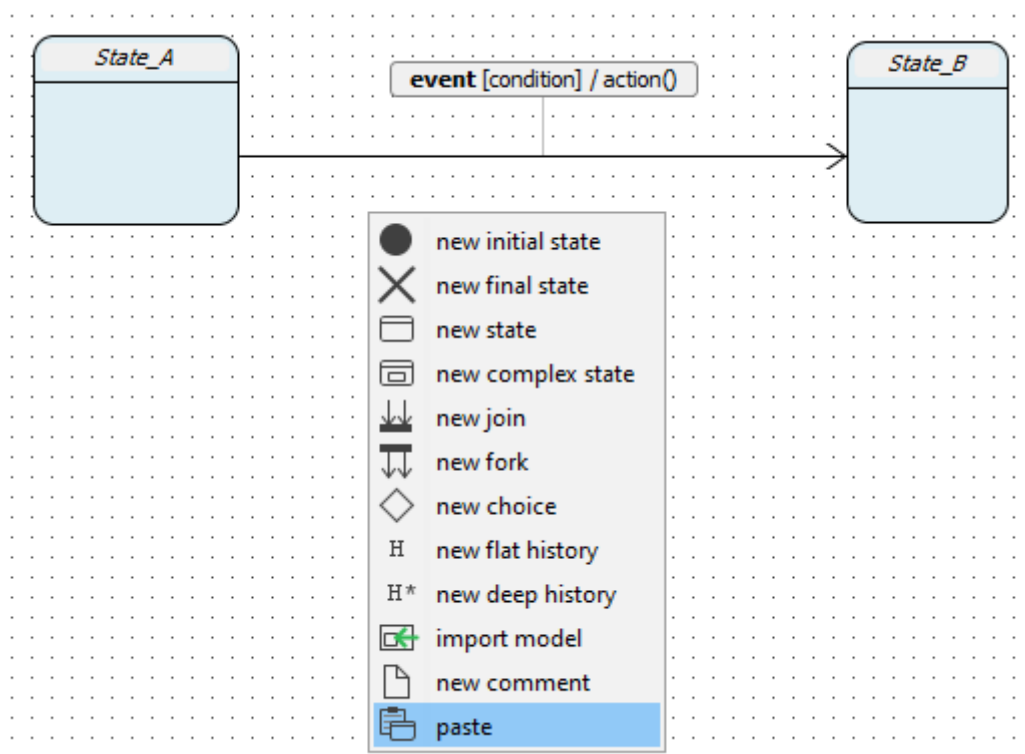 State_A
event [condition] / action()
State_B
new initial state
new final state
new state
new complex state
new join
new fork
new choice
H new flat history
H* new deep history
import model
new comment
paste